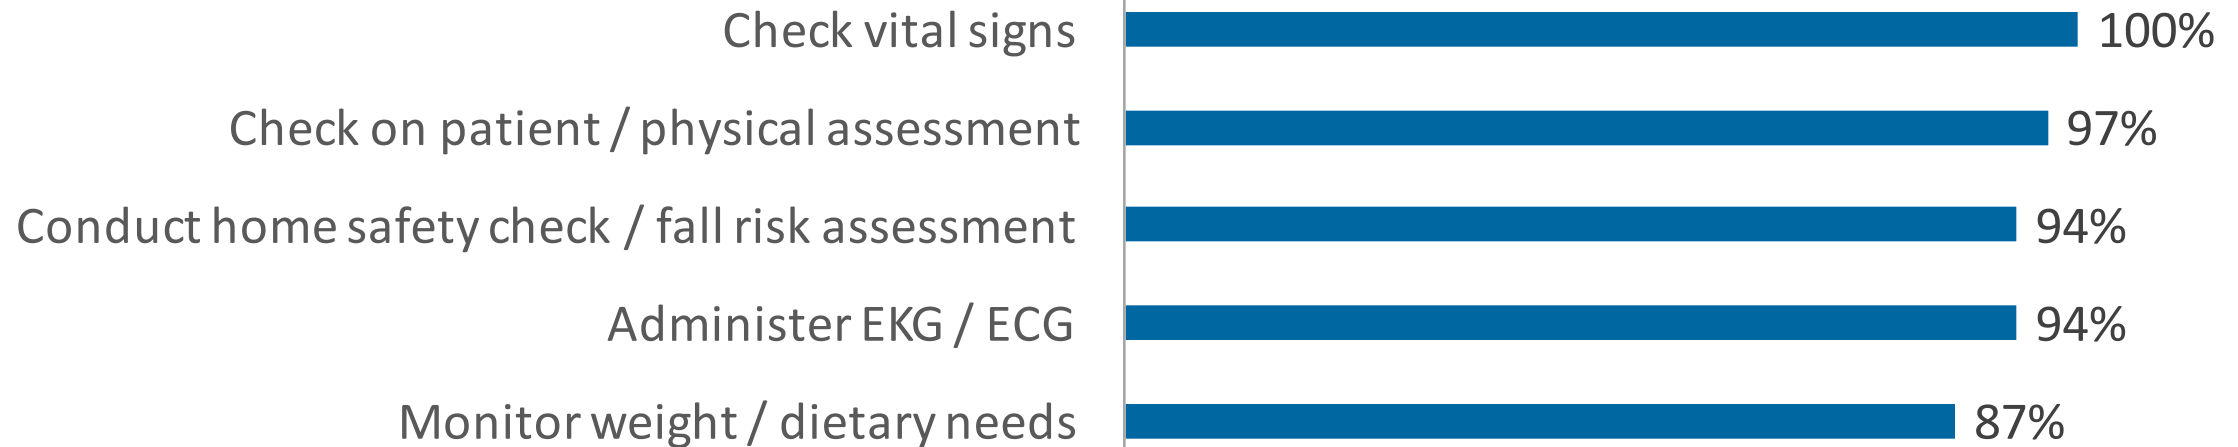 Check vital signs 100%
Check on patient / physical assessment 97%
Conduct home safety check / fall risk assessment 94%
Administer EKG / ECG 94%
Monitor weight / dietary needs 87%